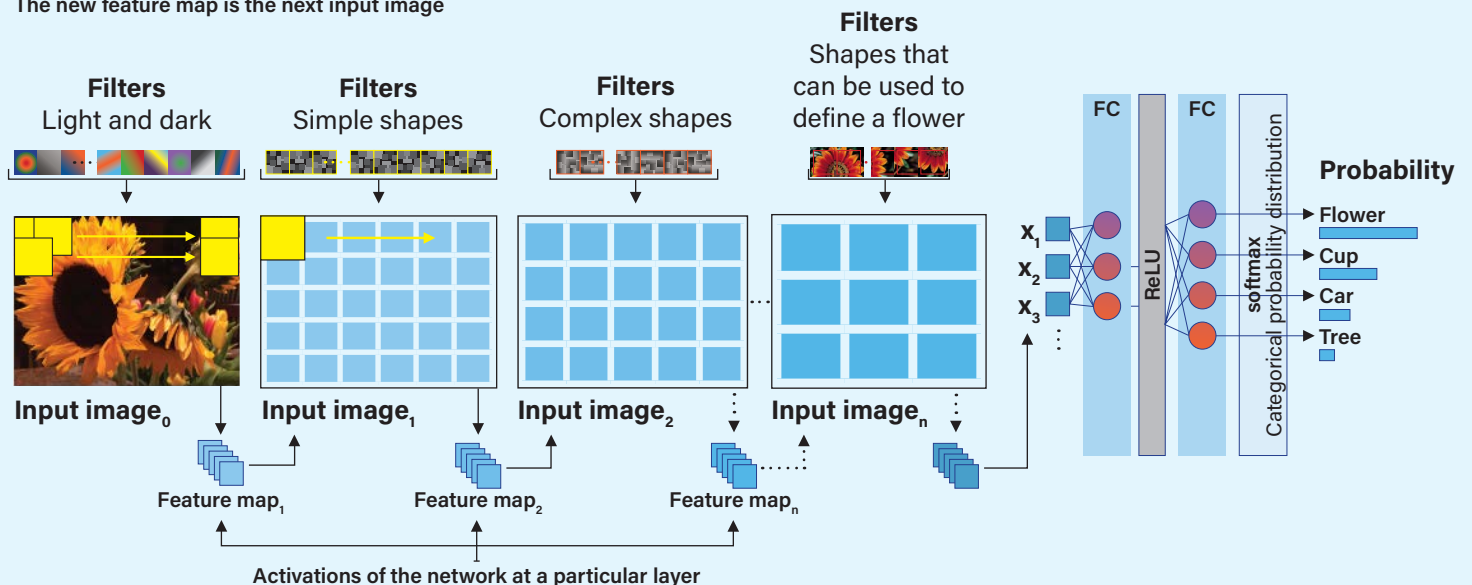 The new feature map is the next input image
Filters
Light and dark
Filters
Simple shapes
Filters
Complex shapes
Filters
Shapes that
can be used to
define a flower
Input image₀
Input image₁
Input image₂
Input imageₙ
Feature map₁
Feature map₂
Feature mapₙ
Activations of the network at a particular layer
X₁
X₂
X₃
FC
ReLU
FC
softmax
Categorical probability distribution
Probability
Flower
Cup
Car
Tree